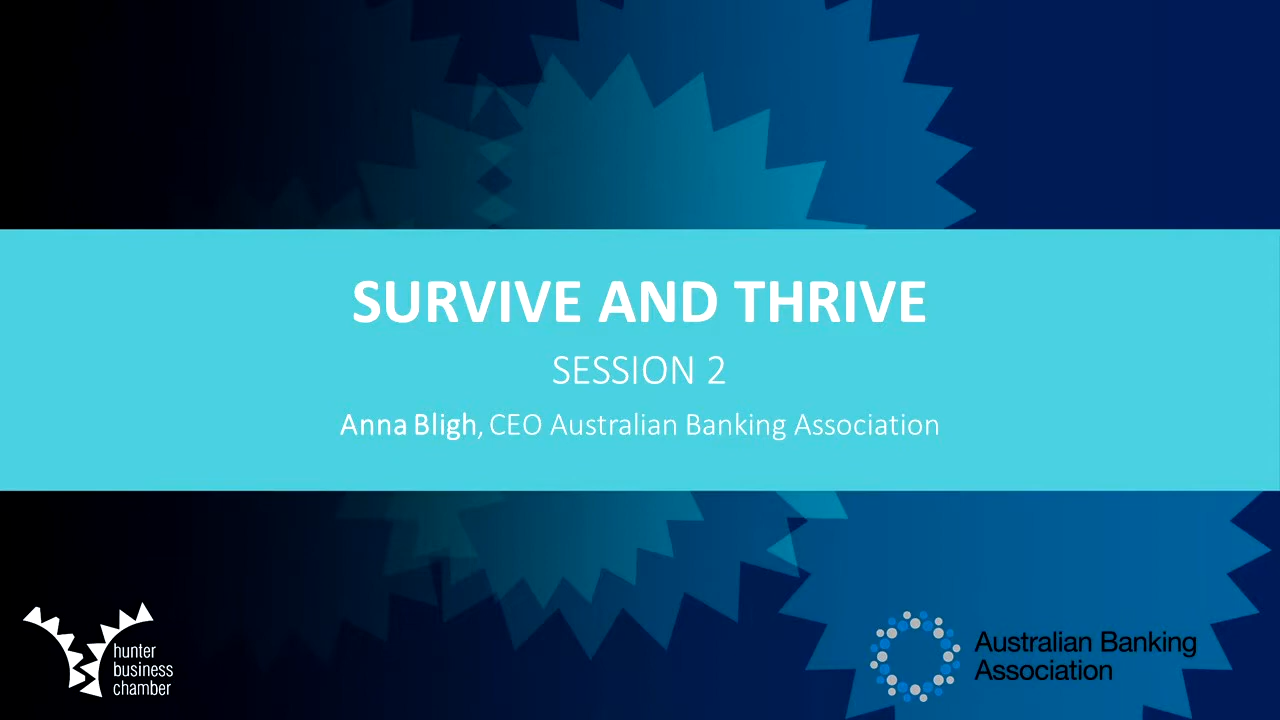 SURVIVE AND THRIVE
SESSION 2
Anna Bligh, CEO Australian Banking Association
hunter
business
chamber
Australian Banking
Association